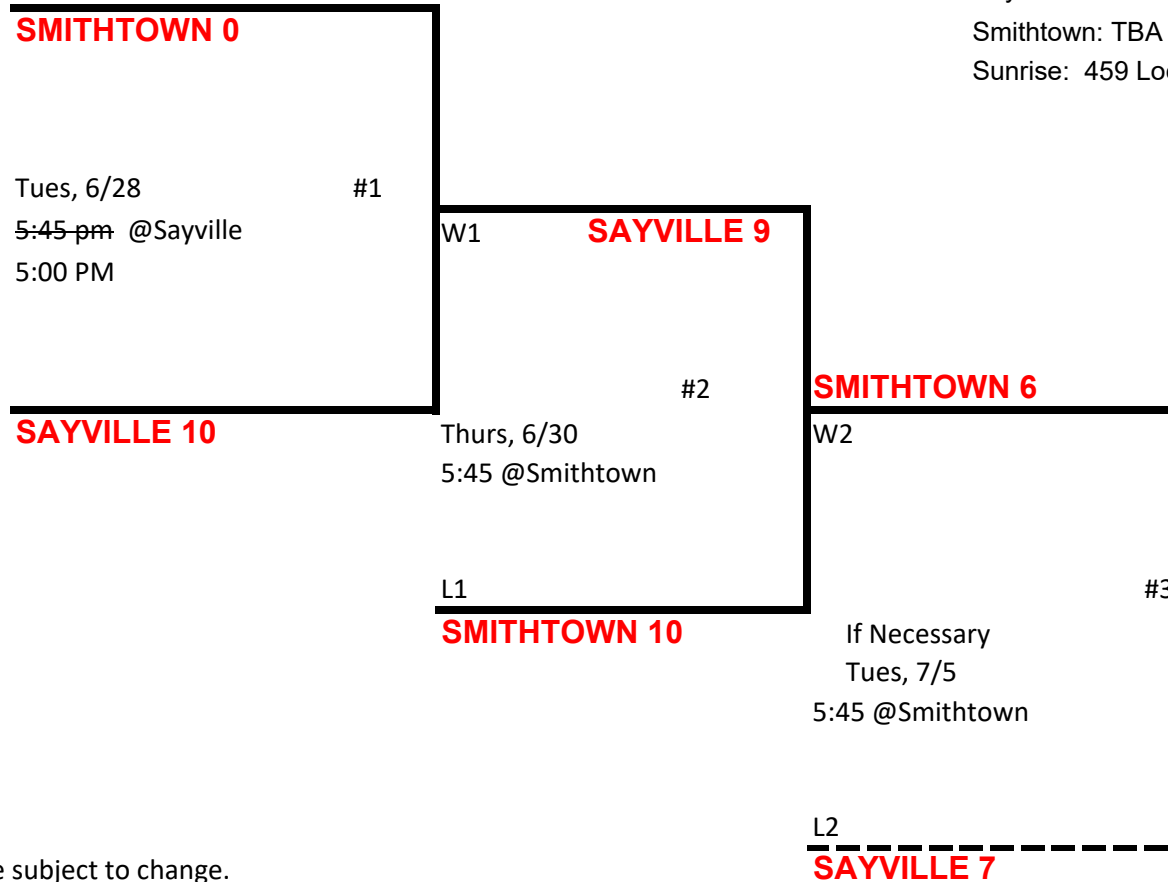 SMITHTOWN 0
Smithtown: TBA
Sunrise: 459
Tues, 6/28 #1
5:45 pm @Sayville
W1 SAYVILLE 9
5:00 PM
#2 SMITHTOWN 6
SAYVILLE 10
Thurs, 6/30 W2
5:45 @Smithtown
L1 #3
SMITHTOWN 10
If Necessary
Tues, 7/5
5:45 @Smithtown
L2
subject to change.
SAYVILLE 7